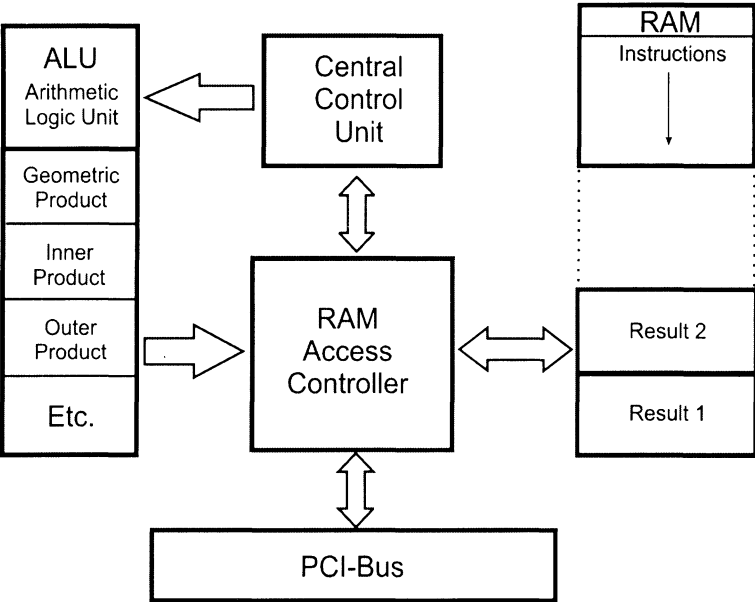 ALU
Arithmetic
Logic Unit
Geometric
Product
Inner
Product
Outer
Product
Etc.
Central
Control
Unit
RAM
Access
Controller
PCI-Bus
RAM
Instructions
Result 2
Result 1